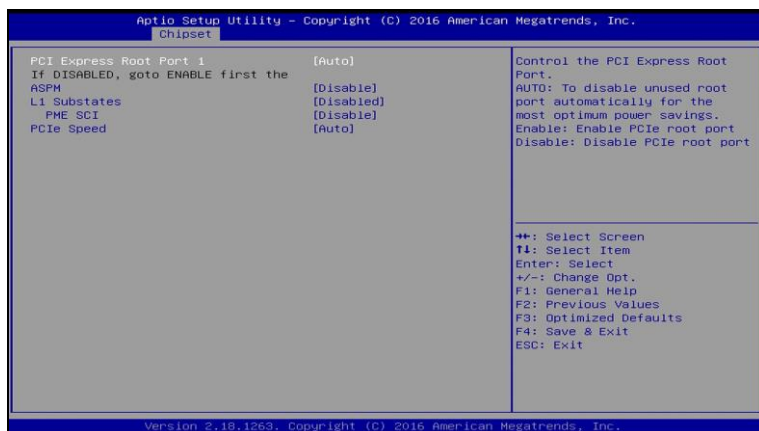 Aptio Setup Utility – Copyright (C) 2016 American Megatrends, Inc.
Chipset
PCI Express Root Port 1 [Auto]
If DISABLED, goto ENABLE first the
ASPM [Disable]
L1 Substates [Disabled]
PME SCI [Disable]
PCIe Speed [Auto]
Control the PCI Express Root
Port.
AUTO: To disable unused root
port automatically for the
most optimum power savings.
Enable: Enable PCIe root port
Disable: Disable PCIe root port
→←: Select Screen
↑↓: Select Item
Enter: Select
+/-: Change Opt.
F1: General Help
F2: Previous Values
F3: Optimized Defaults
F4: Save & Exit
ESC: Exit
Version 2.18.1263. Copyright (C) 2016 American Megatrends, Inc.